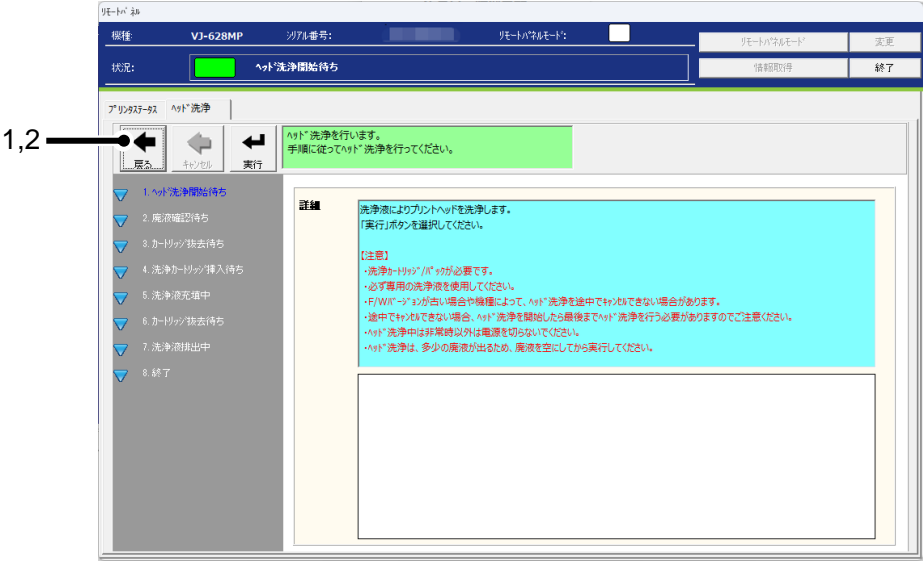 ﾘﾓｰﾄﾊﾟﾈﾙ
機種: VJ-628MP ｼﾘｱﾙ番号: ﾘﾓｰﾄﾊﾟﾈﾙﾓｰﾄﾞ: ﾘﾓｰﾄﾊﾟﾈﾙﾓｰﾄﾞ 変更
状況: ﾍｯﾄﾞ洗浄開始待ち 情報取得 終了
ﾌﾟﾘﾝﾀｽﾃｰﾀｽ ﾍｯﾄﾞ洗浄
1,2
戻る ｷｬﾝｾﾙ 実行
ﾍｯﾄﾞ洗浄を行います。
手順に従ってﾍｯﾄﾞ洗浄を行ってください。
1. ﾍｯﾄﾞ洗浄開始待ち
2. 廃液確認待ち
3. ｶｰﾄﾘｯｼﾞ抜去待ち
4. 洗浄ｶｰﾄﾘｯｼﾞ挿入待ち
5. 洗浄液充填中
6. ｶｰﾄﾘｯｼﾞ抜去待ち
7. 洗浄液排出中
8. 終了
詳細
洗浄液によりプリントヘッドを洗浄します。
「実行」ボタンを選択してください。
【注意】
・洗浄ｶｰﾄﾘｯｼﾞ/ﾊﾟｯｸが必要です。
・必ず専用の洗浄液を使用してください。
・F/Wﾊﾞｰｼﾞｮﾝが古い場合や機種によって、ﾍｯﾄﾞ洗浄を途中でｷｬﾝｾﾙできない場合があります。
・途中でｷｬﾝｾﾙできない場合、ﾍｯﾄﾞ洗浄を開始したら最後までﾍｯﾄﾞ洗浄を行う必要がありますのでご注意ください。
・ﾍｯﾄﾞ洗浄中は非常時以外は電源を切らないでください。
・ﾍｯﾄﾞ洗浄は、多少の廃液が出るため、廃液を空にしてから実行してください。